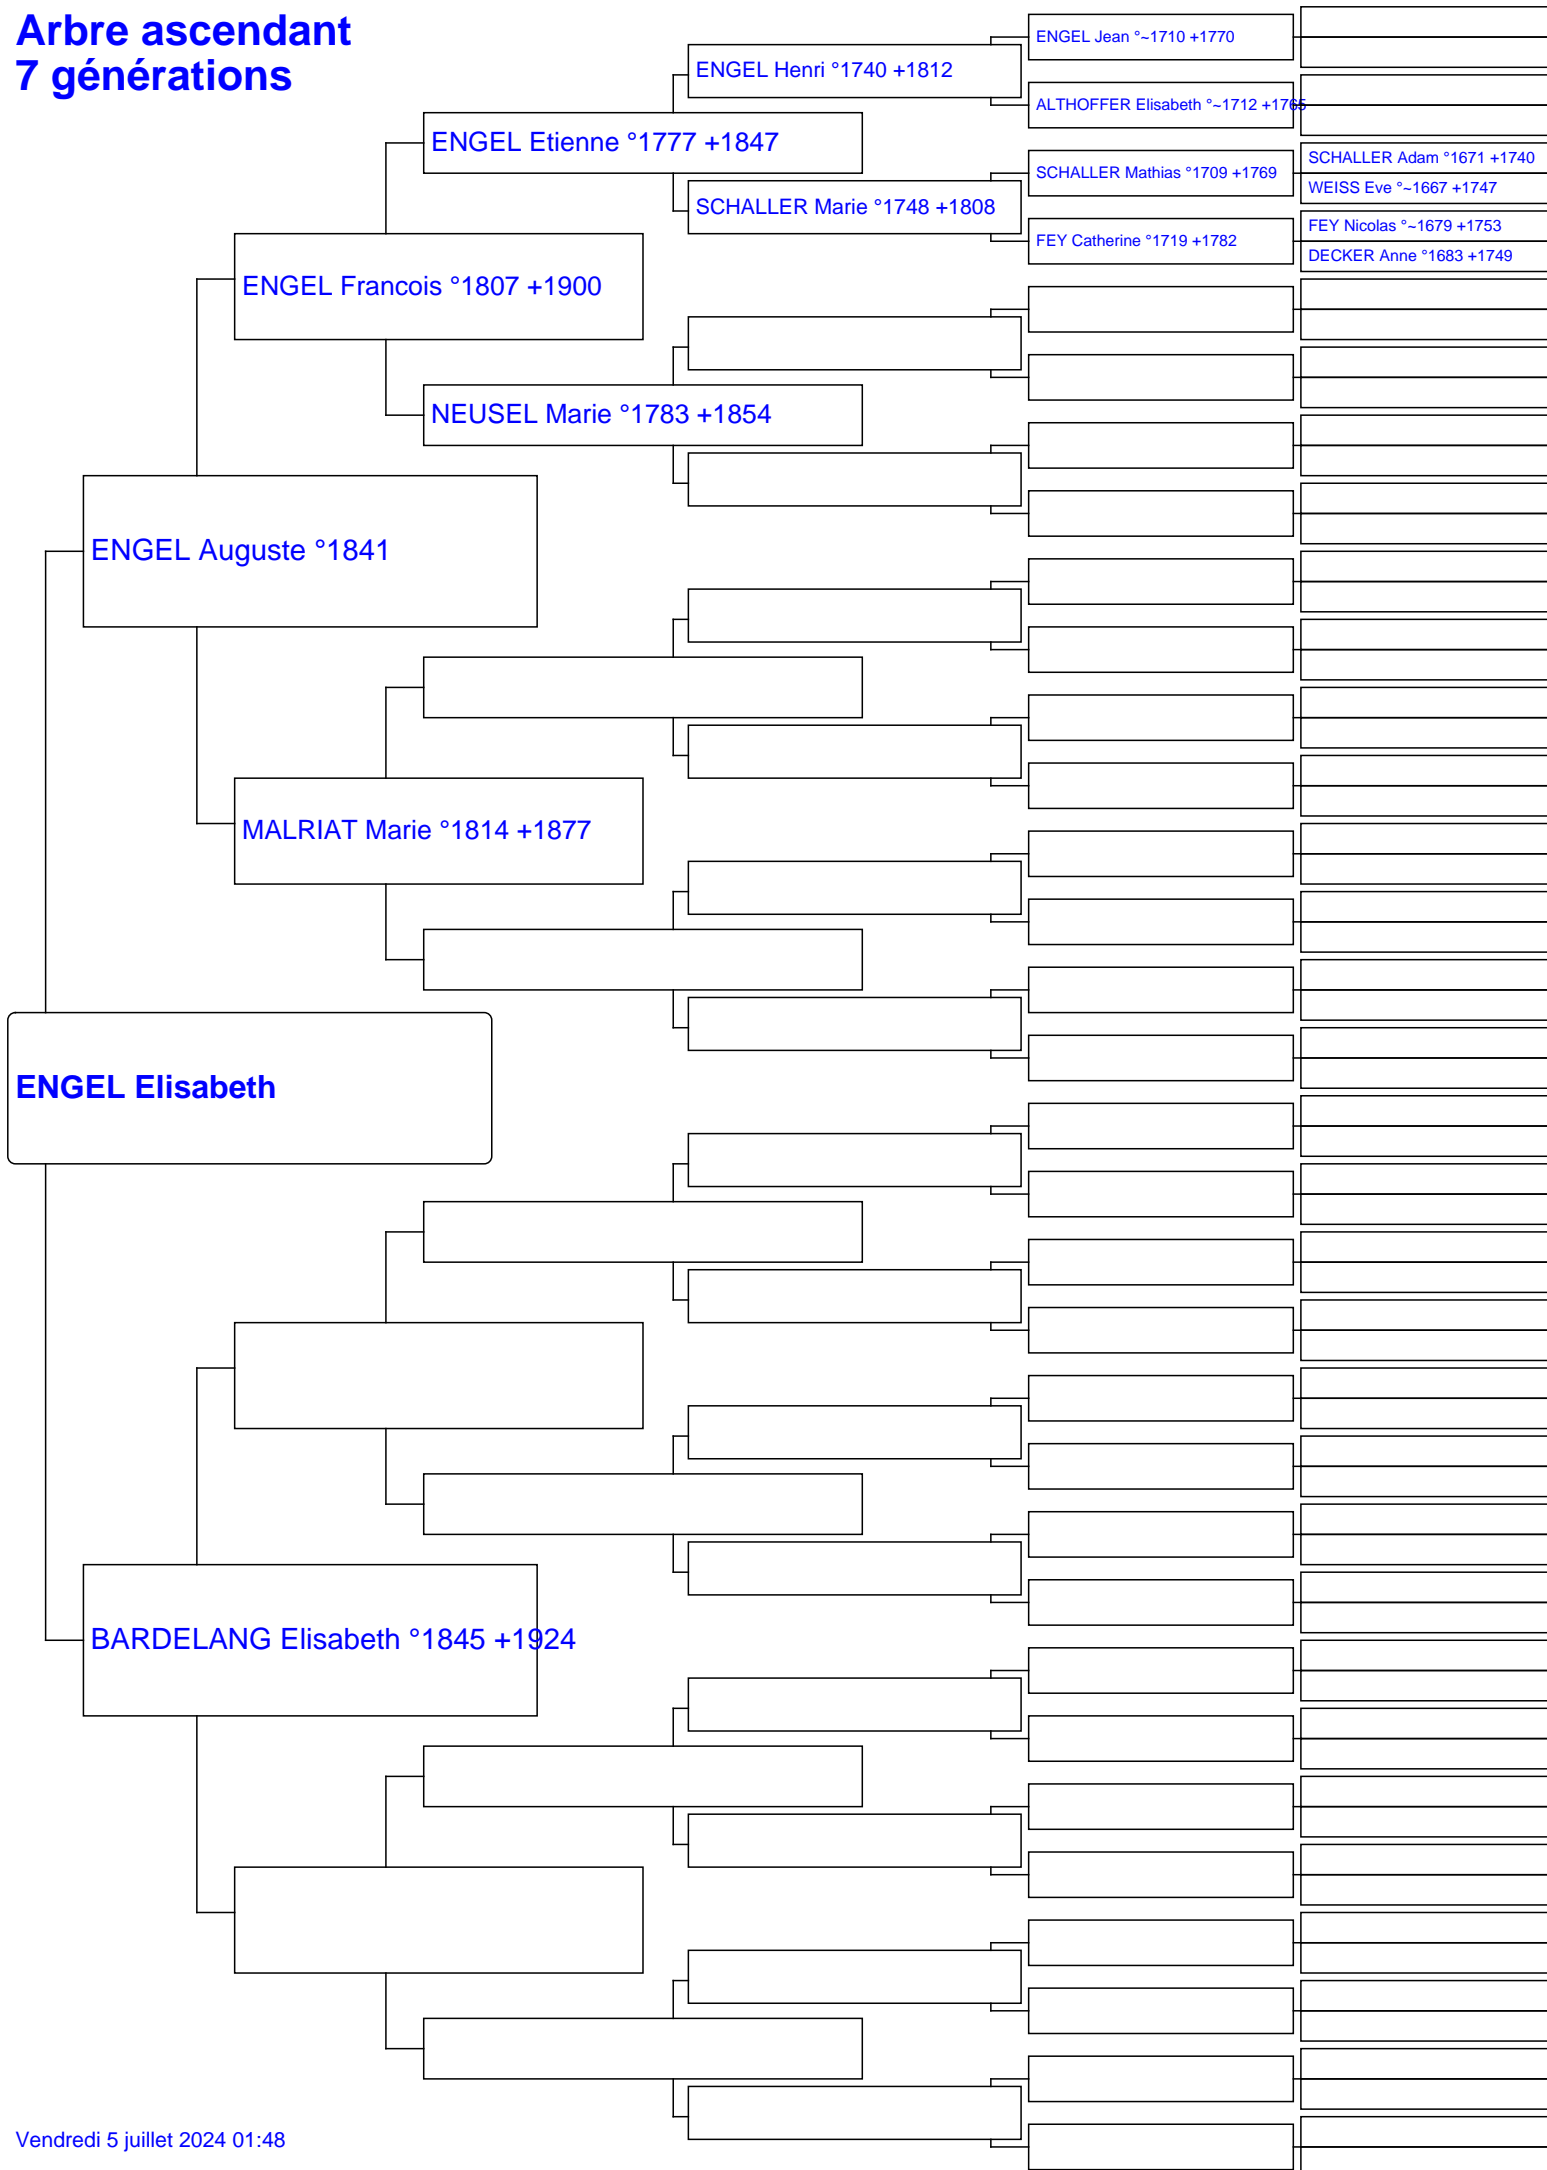 Arbre ascendant
7 générations
ENGEL Jean °~1710 +1770
ENGEL Henri °1740 +1812
ALTHOFFER Elisabeth °~1712 +1765
ENGEL Etienne °1777 +1847
SCHALLER Adam °1671 +1740
SCHALLER Mathias °1709 +1769
WEISS Eve °~1667 +1747
SCHALLER Marie °1748 +1808
FEY Nicolas °~1679 +1753
FEY Catherine °1719 +1782
DECKER Anne °1683 +1749
ENGEL Francois °1807 +1900
NEUSEL Marie °1783 +1854
ENGEL Auguste °1841
MALRIAT Marie °1814 +1877
ENGEL Elisabeth
BARDELANG Elisabeth °1845 +1924
Vendredi 5 juillet 2024 01:48